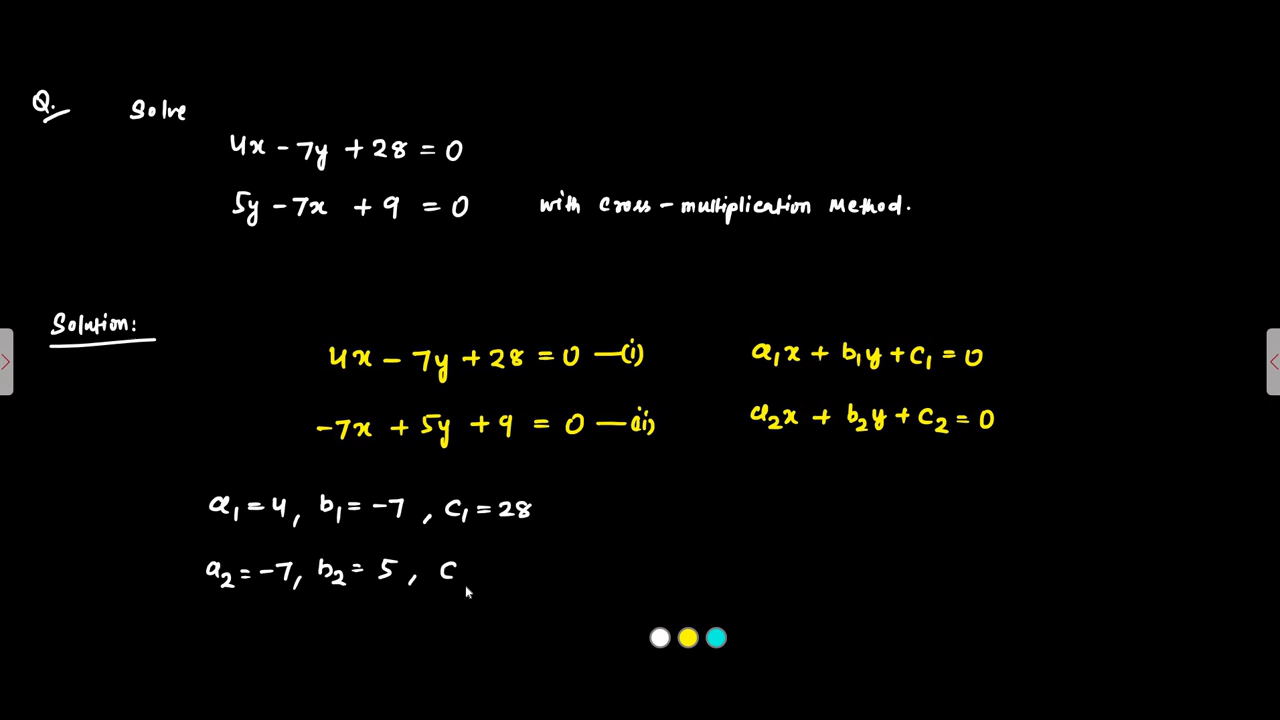 Q. Solve
4x - 7y + 28 = 0
5y - 7x + 9 = 0 with cross-multiplication Method.
Solution:
4x - 7y + 28 = 0 —(i) a₁x + b₁y + c₁ = 0
-7x + 5y + 9 = 0 —(ii) a₂x + b₂y + c₂ = 0
a₁ = 4, b₁ = -7, c₁ = 28
a₂ = -7, b₂ = 5, c